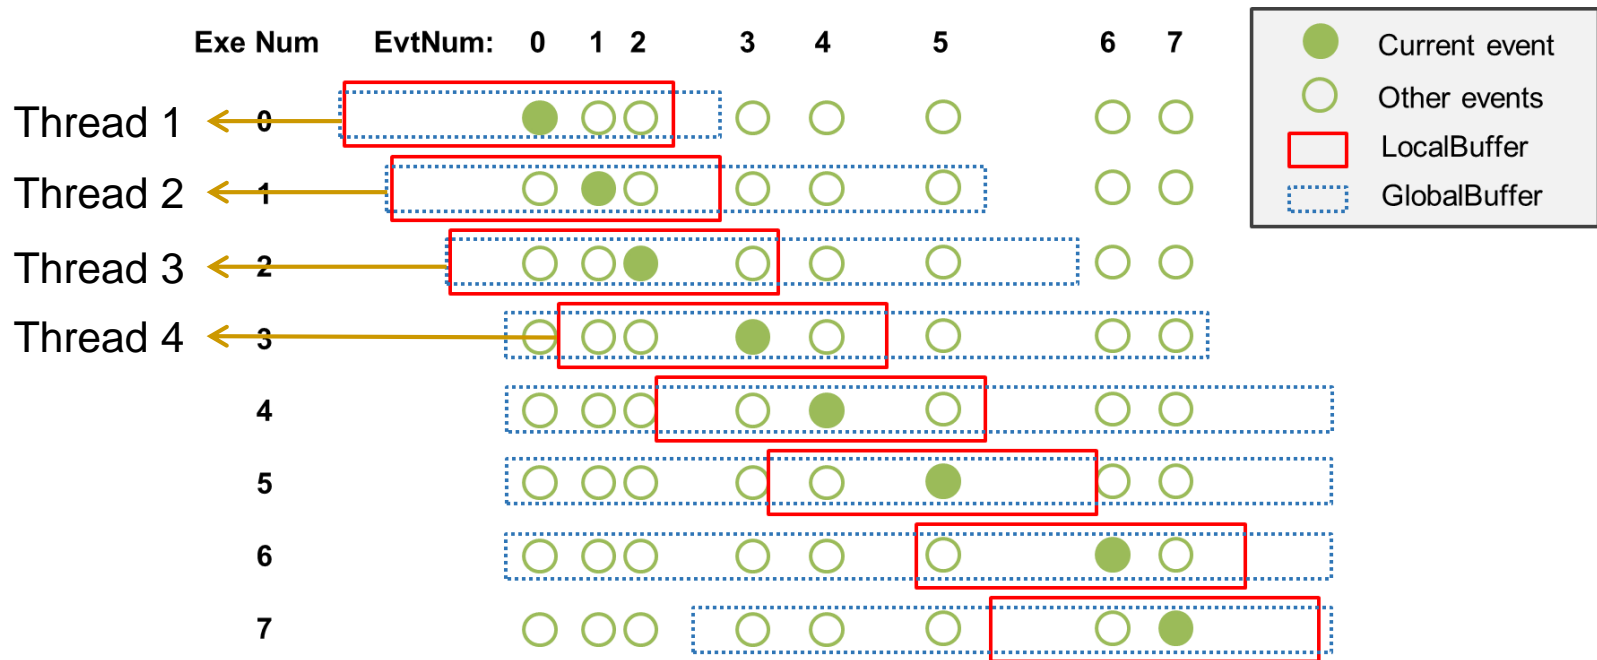 Exe Num EvtNum: 0 1 2 3 4 5 6 7
Thread 1 0
Thread 2 1
Thread 3 2
Thread 4 3
4
5
6
7
Current event
Other events
LocalBuffer
GlobalBuffer